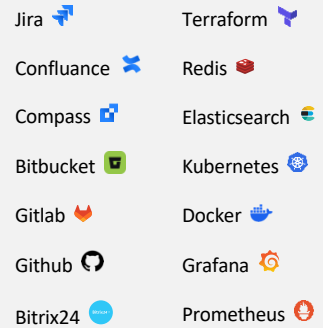 Jira
Confluance
Compass
Bitbucket
Gitlab
Github
Bitrix24
Terraform
Redis
Elasticsearch
Kubernetes
Docker
Grafana
Prometheus